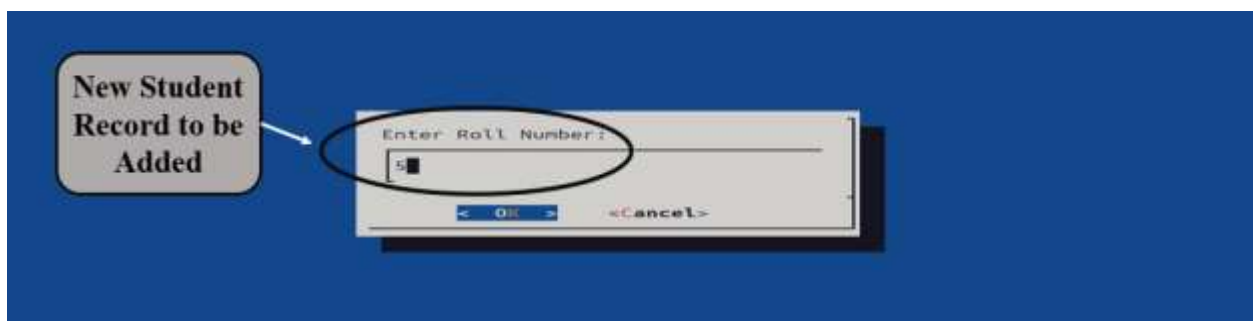 New Student
Record to be
Added
Enter Roll Number:
5
< OK > <Cancel>